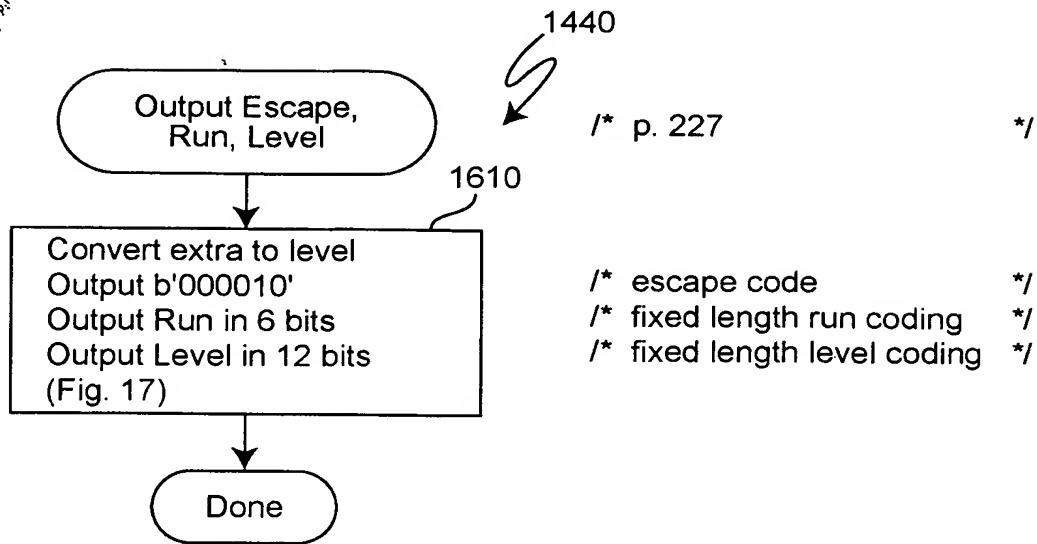 1440
Output Escape,
Run, Level
/* p. 227 */
1610
Convert extra to level
Output b'000010'
/* escape code */
Output Run in 6 bits
/* fixed length run coding */
Output Level in 12 bits
/* fixed length level coding */
(Fig. 17)
Done